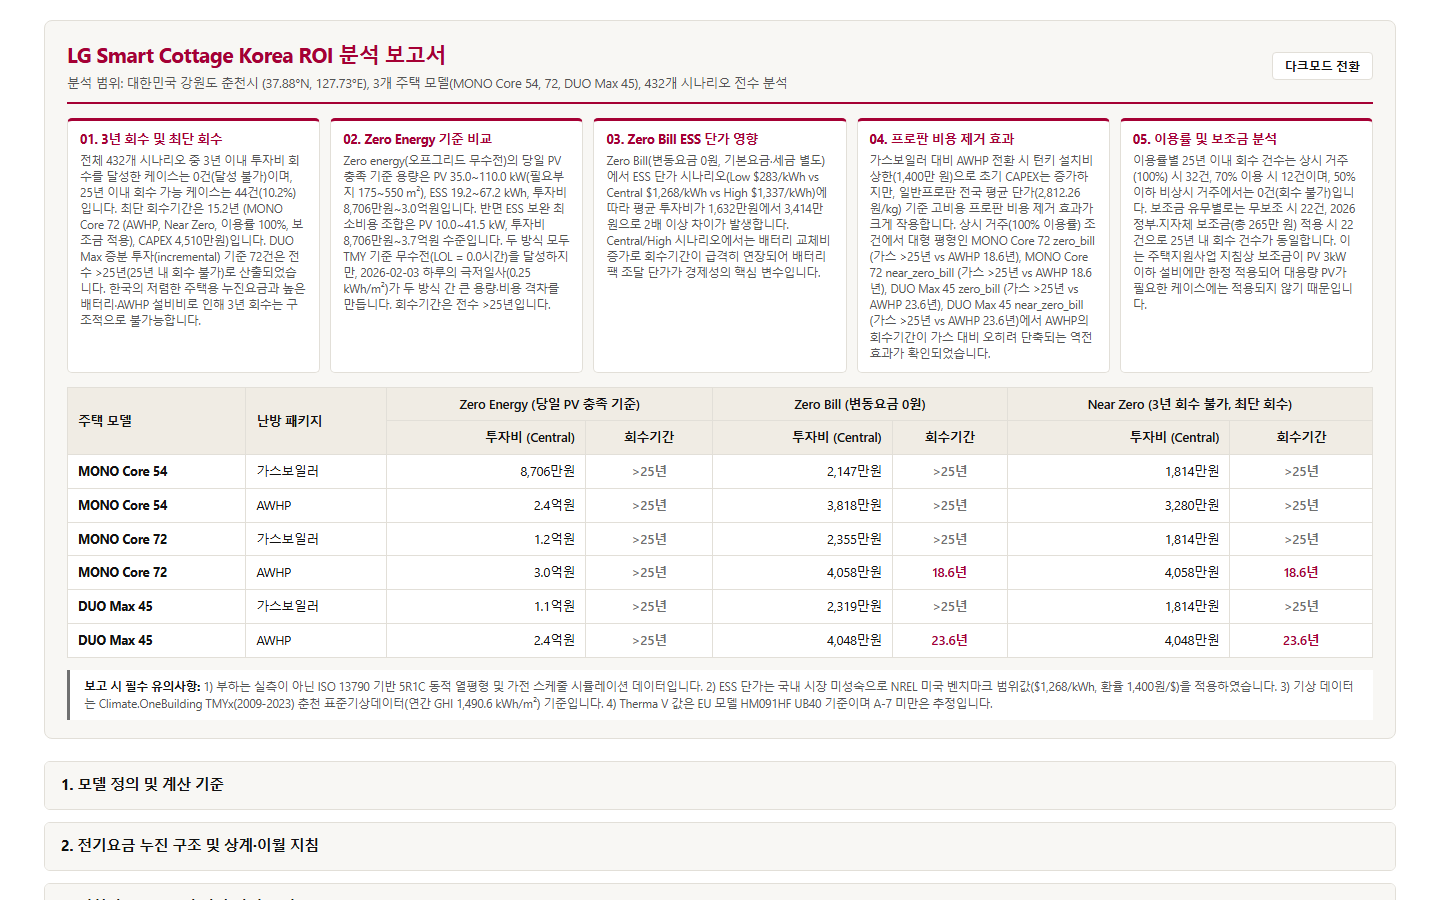 LG Smart Cottage Korea ROI 분석 보고서
분석 범위: 대한민국 강원도 춘천시 (37.88°N, 127.73°E), 3개 주택 모델(MONO Core 54, 72, DUO Max 45), 432개 시나리오 전수 분석
다크모드 전환
01. 3년 회수 및 최단 회수
전체 432개 시나리오 중 3년 이내 투자비 회
수를 달성한 케이스는 0건(달성 불가)이며,
25년 이내 회수 가능 케이스는 44건(10.2%)
입니다. 최단 회수기간은 15.2년 (MONO
Core 72 (AWHP, Near Zero, 이용률 100%, 보
조금 적용), CAPEX 4,510만원)입니다. DUO
Max 증분 투자(incremental) 기준 72건은 전
수 >25년(25년 내 회수 불가)로 산출되었습
니다. 한국의 저렴한 주택용 누진요금과 높은
배터리·AWHP 설비비로 인해 3년 회수는 구
조적으로 불가능합니다.
02. Zero Energy 기준 비교
Zero energy(오프그리드 무수전)의 당일 PV
충족 기준 용량은 PV 35.0~110.0 kW(필요부
지 175~550 m²), ESS 19.2~67.2 kWh, 투자비
8,706만원~3.0억원입니다. 반면 ESS 보완 최
소비용 조합은 PV 10.0~41.5 kW, 투자비
8,706만원~3.7억원 수준입니다. 두 방식 모두
TMY 기준 무수전(LOL = 0.0시간)을 달성하지
만, 2026-02-03 하루의 극저일사(0.25
kWh/m²)가 두 방식 간 큰 용량·비용 격차를
만듭니다. 회수기간은 전수 >25년입니다.
03. Zero Bill ESS 단가 영향
Zero Bill(변동요금 0원, 기본요금·세금 별도)
에서 ESS 단가 시나리오(Low $283/kWh vs
Central $1,268/kWh vs High $1,337/kWh)에
따라 평균 투자비가 1,632만원에서 3,414만
원으로 2배 이상 차이가 발생합니다.
Central/High 시나리오에서는 배터리 교체비
증가로 회수기간이 급격히 연장되어 배터리
팩 조달 단가가 경제성의 핵심 변수입니다.
04. 프로판 비용 제거 효과
가스보일러 대비 AWHP 전환 시 턴키 설치비
상한(1,400만 원)으로 초기 CAPEX는 증가하
지만, 일반프로판 전국 평균 단가(2,812.26
원/kg) 기준 고비용 프로판 비용 제거 효과가
크게 작용합니다. 상시 거주(100% 이용률) 조
건에서 대형 평형인 MONO Core 72 zero_bill
(가스 >25년 vs AWHP 18.6년), MONO Core
72 near_zero_bill (가스 >25년 vs AWHP 18.6
년), DUO Max 45 zero_bill (가스 >25년 vs
AWHP 23.6년), DUO Max 45 near_zero_bill
(가스 >25년 vs AWHP 23.6년)에서 AWHP의
회수기간이 가스 대비 오히려 단축되는 역전
효과가 확인되었습니다.
05. 이용률 및 보조금 분석
이용률별 25년 이내 회수 건수는 상시 거주
(100%) 시 32건, 70% 이용 시 12건이며, 50%
이하 비상시 거주에서는 0건(회수 불가)입니
다. 보조금 유무별로는 무보조 시 22건, 2026
정부·지자체 보조금(총 265만 원) 적용 시 22
건으로 25년 내 회수 건수가 동일합니다. 이
는 주택지원사업 지침상 보조금이 PV 3kW
이하 설비에만 한정 적용되어 대용량 PV가
필요한 케이스에는 적용되지 않기 때문입니
다.
주택 모델 난방 패키지 Zero Energy (당일 PV 충족 기준) Zero Bill (변동요금 0원) Near Zero (3년 회수 불가, 최단 회수)
투자비 (Central) 회수기간 투자비 (Central) 회수기간 투자비 (Central) 회수기간
MONO Core 54 가스보일러 8,706만원 >25년 2,147만원 >25년 1,814만원 >25년
MONO Core 54 AWHP 2.4억원 >25년 3,818만원 >25년 3,280만원 >25년
MONO Core 72 가스보일러 1.2억원 >25년 2,355만원 >25년 1,814만원 >25년
MONO Core 72 AWHP 3.0억원 >25년 4,058만원 18.6년 4,058만원 18.6년
DUO Max 45 가스보일러 1.1억원 >25년 2,319만원 >25년 1,814만원 >25년
DUO Max 45 AWHP 2.4억원 >25년 4,048만원 23.6년 4,048만원 23.6년
보고 시 필수 유의사항: 1) 부하는 실측이 아닌 ISO 13790 기반 5R1C 동적 열평형 및 가전 스케줄 시뮬레이션 데이터입니다. 2) ESS 단가는 국내 시장 미성숙으로 NREL 미국 벤치마크 범위값($1,268/kWh, 환율 1,400원/$)을 적용하였습니다. 3) 기상 데이터
는 Climate.OneBuilding TMYx(2009-2023) 춘천 표준기상데이터(연간 GHI 1,490.6 kWh/m²) 기준입니다. 4) Therma V 값은 EU 모델 HM091HF UB40 기준이며 A-7 미만은 추정입니다.
1. 모델 정의 및 계산 기준
2. 전기요금 누진 구조 및 상계·이월 지침